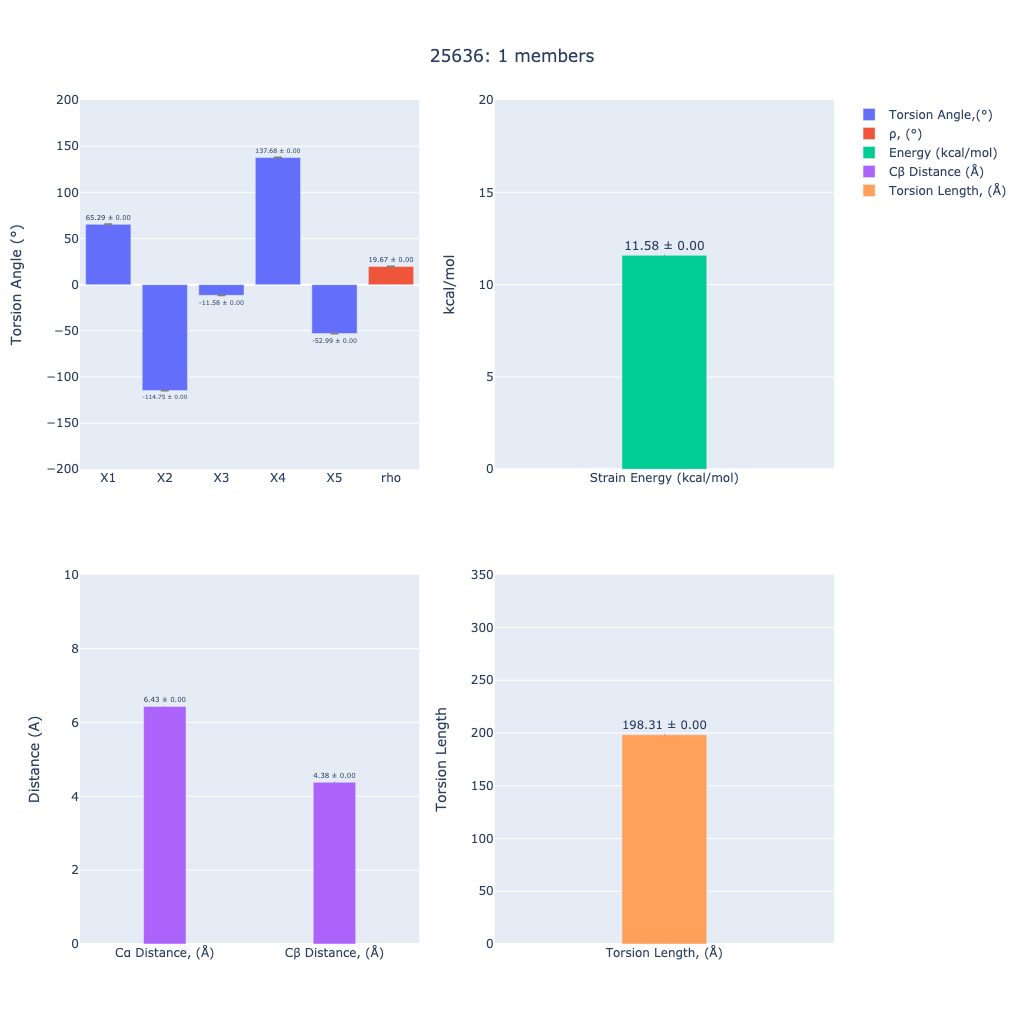 25636: 1 members
Torsion Angle (°)
200
150
100
50
0
−50
−100
−150
−200
65.29 ± 0.00
-114.75 ± 0.00
-11.58 ± 0.00
137.68 ± 0.00
-52.99 ± 0.00
19.67 ± 0.00
X1 X2 X3 X4 X5 rho
kcal/mol
20
15
10
5
0
11.58 ± 0.00
Strain Energy (kcal/mol)
Torsion Angle,(°)
ρ, (°)
Energy (kcal/mol)
Cβ Distance (Å)
Torsion Length, (Å)
Distance (A)
10
8
6
4
2
0
6.43 ± 0.00
4.38 ± 0.00
Cα Distance, (Å) Cβ Distance, (Å)
Torsion Length
350
300
250
200
150
100
50
0
198.31 ± 0.00
Torsion Length, (Å)